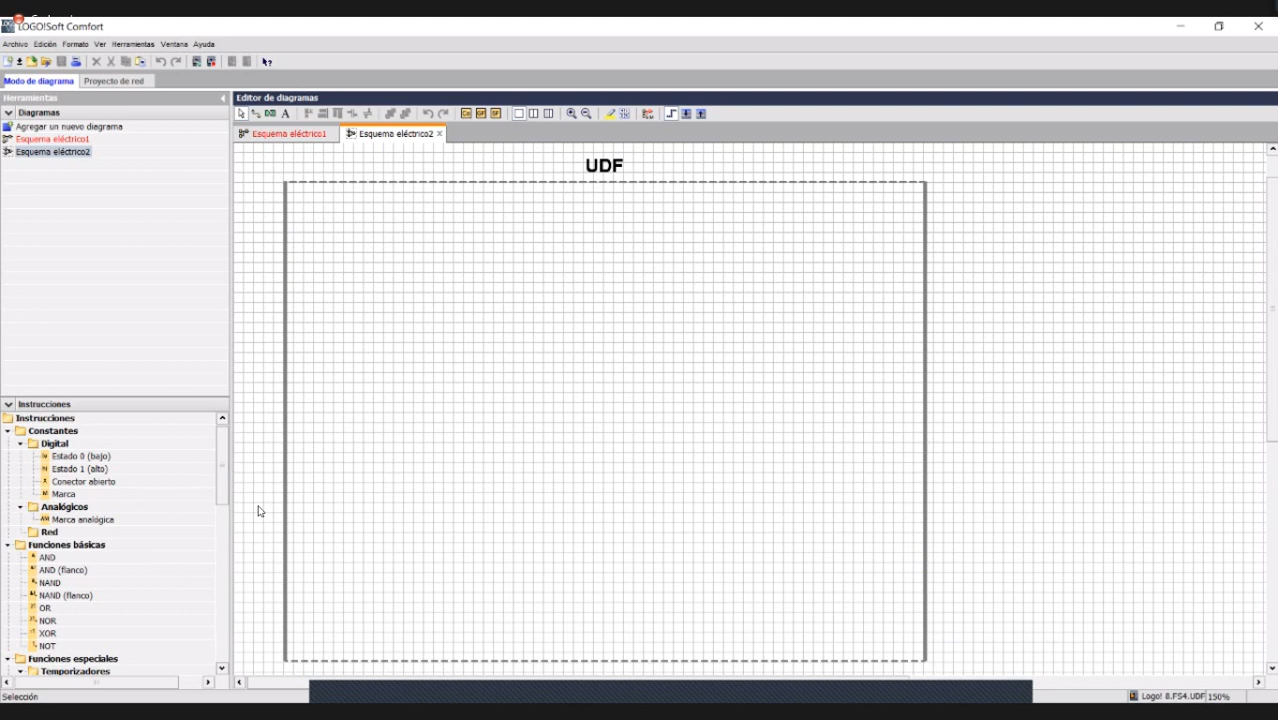 LOGO!Soft Comfort
Archivo Edición Formato Ver Herramientas Ventana Ayuda
Modo de diagrama Proyecto de red
Herramientas
Editor de diagramas
Diagramas
Agregar un nuevo diagrama
Esquema eléctrico1
Esquema eléctrico2
Esquema eléctrico1 Esquema eléctrico2
UDF
Instrucciones
Instrucciones
Constantes
Digital
Estado 0 (bajo)
Estado 1 (alto)
Conector abierto
Marca
Analógicos
Marca analógica
Red
Funciones básicas
AND
AND (flanco)
NAND
NAND (flanco)
OR
NOR
XOR
NOT
Funciones especiales
Temporizadores
Selección
Logo! 8.FS4.UDF 150%